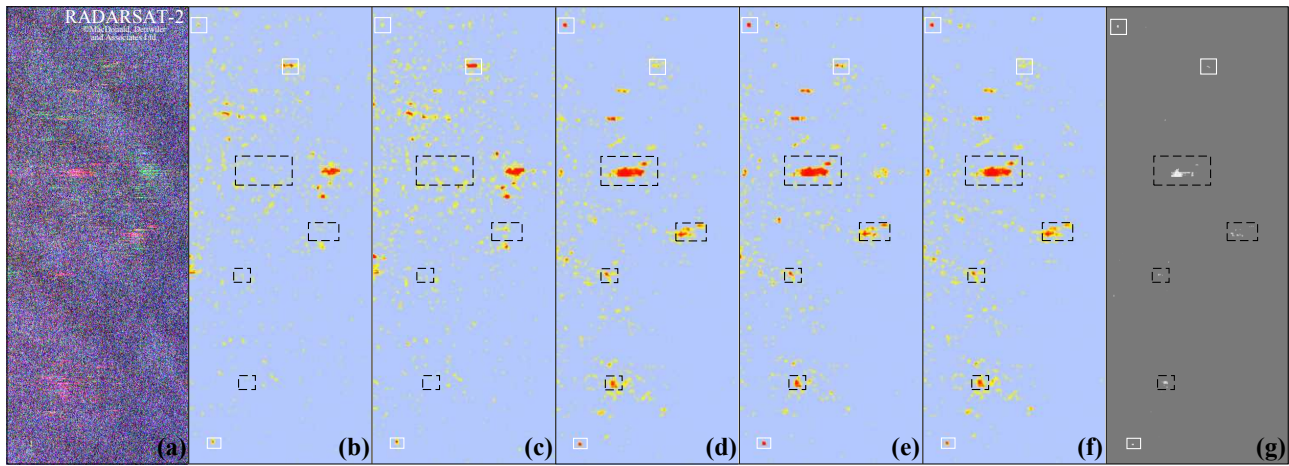 RADARSAT-2
©MacDonald, Dettwiler
and Associates Ltd
(a)
(b)
(c)
(d)
(e)
(f)
(g)